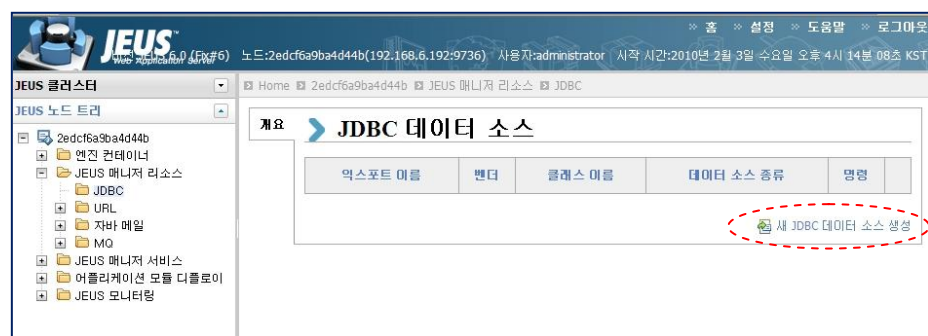 » 홈 » 설정 » 도움말 » 로그아웃
JEUS™
Web Application Server
6.0 (Fix#6) 노드:2edcf6a9ba4d44b(192.168.6.192:9736) 사용자:administrator 시작 시간:2010년 2월 3일 수요일 오후 4시 14분 08초 KST
JEUS 클러스터
Home 2edcf6a9ba4d44b JEUS 매니저 리소스 JDBC
JEUS 노드 트리
2edcf6a9ba4d44b
엔진 컨테이너
JEUS 매니저 리소스
JDBC
URL
자바 메일
MQ
JEUS 매니저 서비스
어플리케이션 모듈 디플로이
JEUS 모니터링
개요
JDBC 데이터 소스
익스포트 이름 벤더 클래스 이름 데이터 소스 종류 명령
새 JDBC 데이터 소스 생성